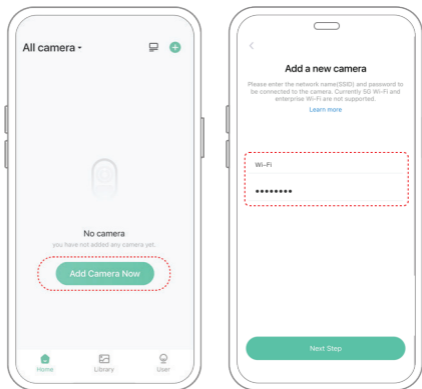 All camera
No camera
you have not added any camera yet.
Add Camera Now
Home
Library
User
Add a new camera
Please enter the network name(SSID) and password to
be connected to the camera. Currently 5G Wi-Fi and
enterprise Wi-Fi are not supported.
Learn more
Wi-Fi
••••••••
Next Step